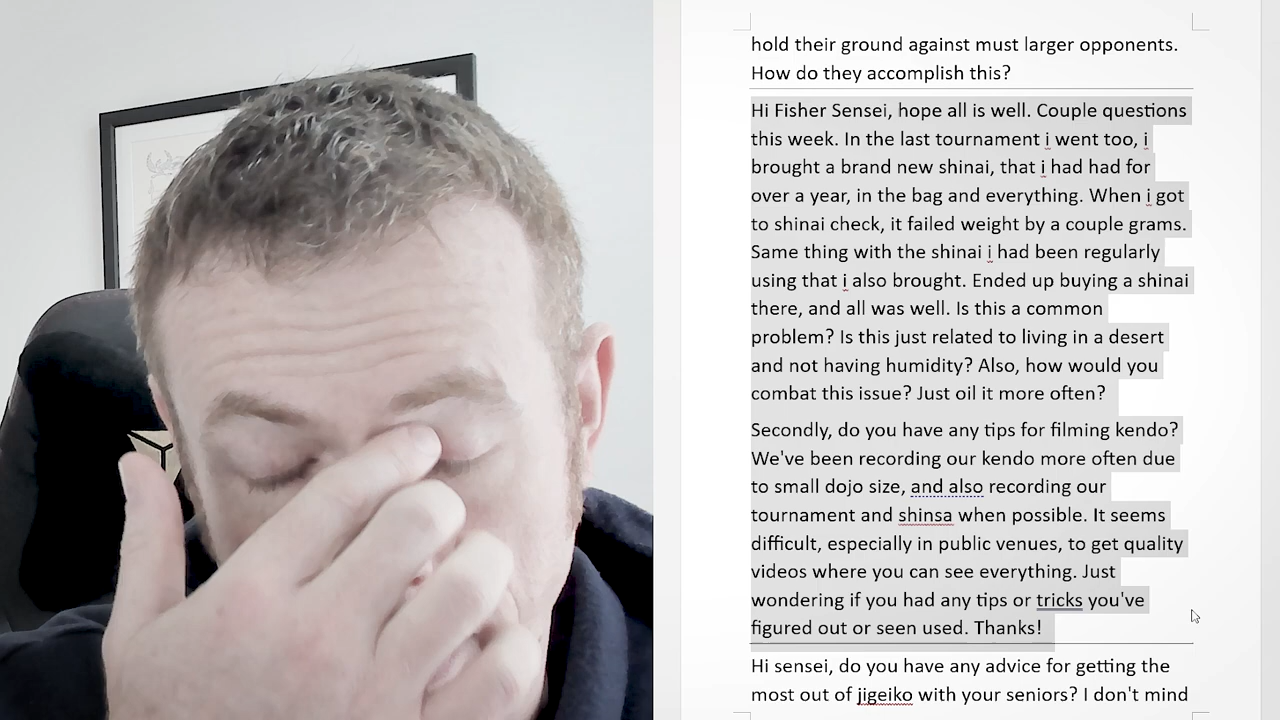 hold their ground against must larger opponents.
How do they accomplish this?
Hi Fisher Sensei, hope all is well. Couple questions
this week. In the last tournament i went too, i
brought a brand new shinai, that i had had for
over a year, in the bag and everything. When i got
to shinai check, it failed weight by a couple grams.
Same thing with the shinai i had been regularly
using that i also brought. Ended up buying a shinai
there, and all was well. Is this a common
problem? Is this just related to living in a desert
and not having humidity? Also, how would you
combat this issue? Just oil it more often?
Secondly, do you have any tips for filming kendo?
We've been recording our kendo more often due
to small dojo size, and also recording our
tournament and shinsa when possible. It seems
difficult, especially in public venues, to get quality
videos where you can see everything. Just
wondering if you had any tips or tricks you've
figured out or seen used. Thanks!
Hi sensei, do you have any advice for getting the
most out of jigeiko with your seniors? I don't mind